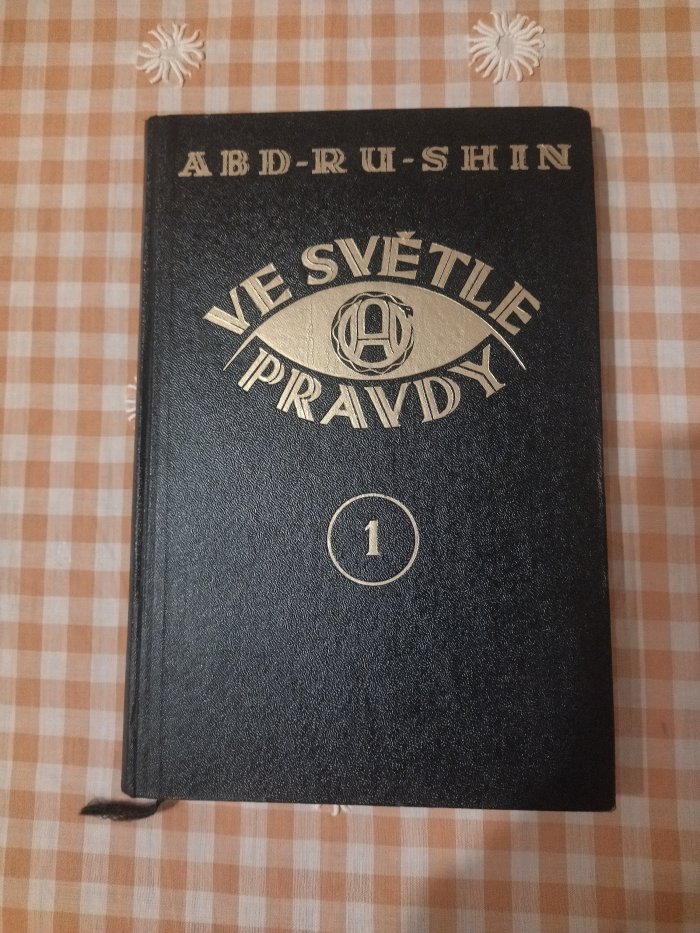 ABD-RU-SHIN
VE SVĚTLE
PRAVDY
1